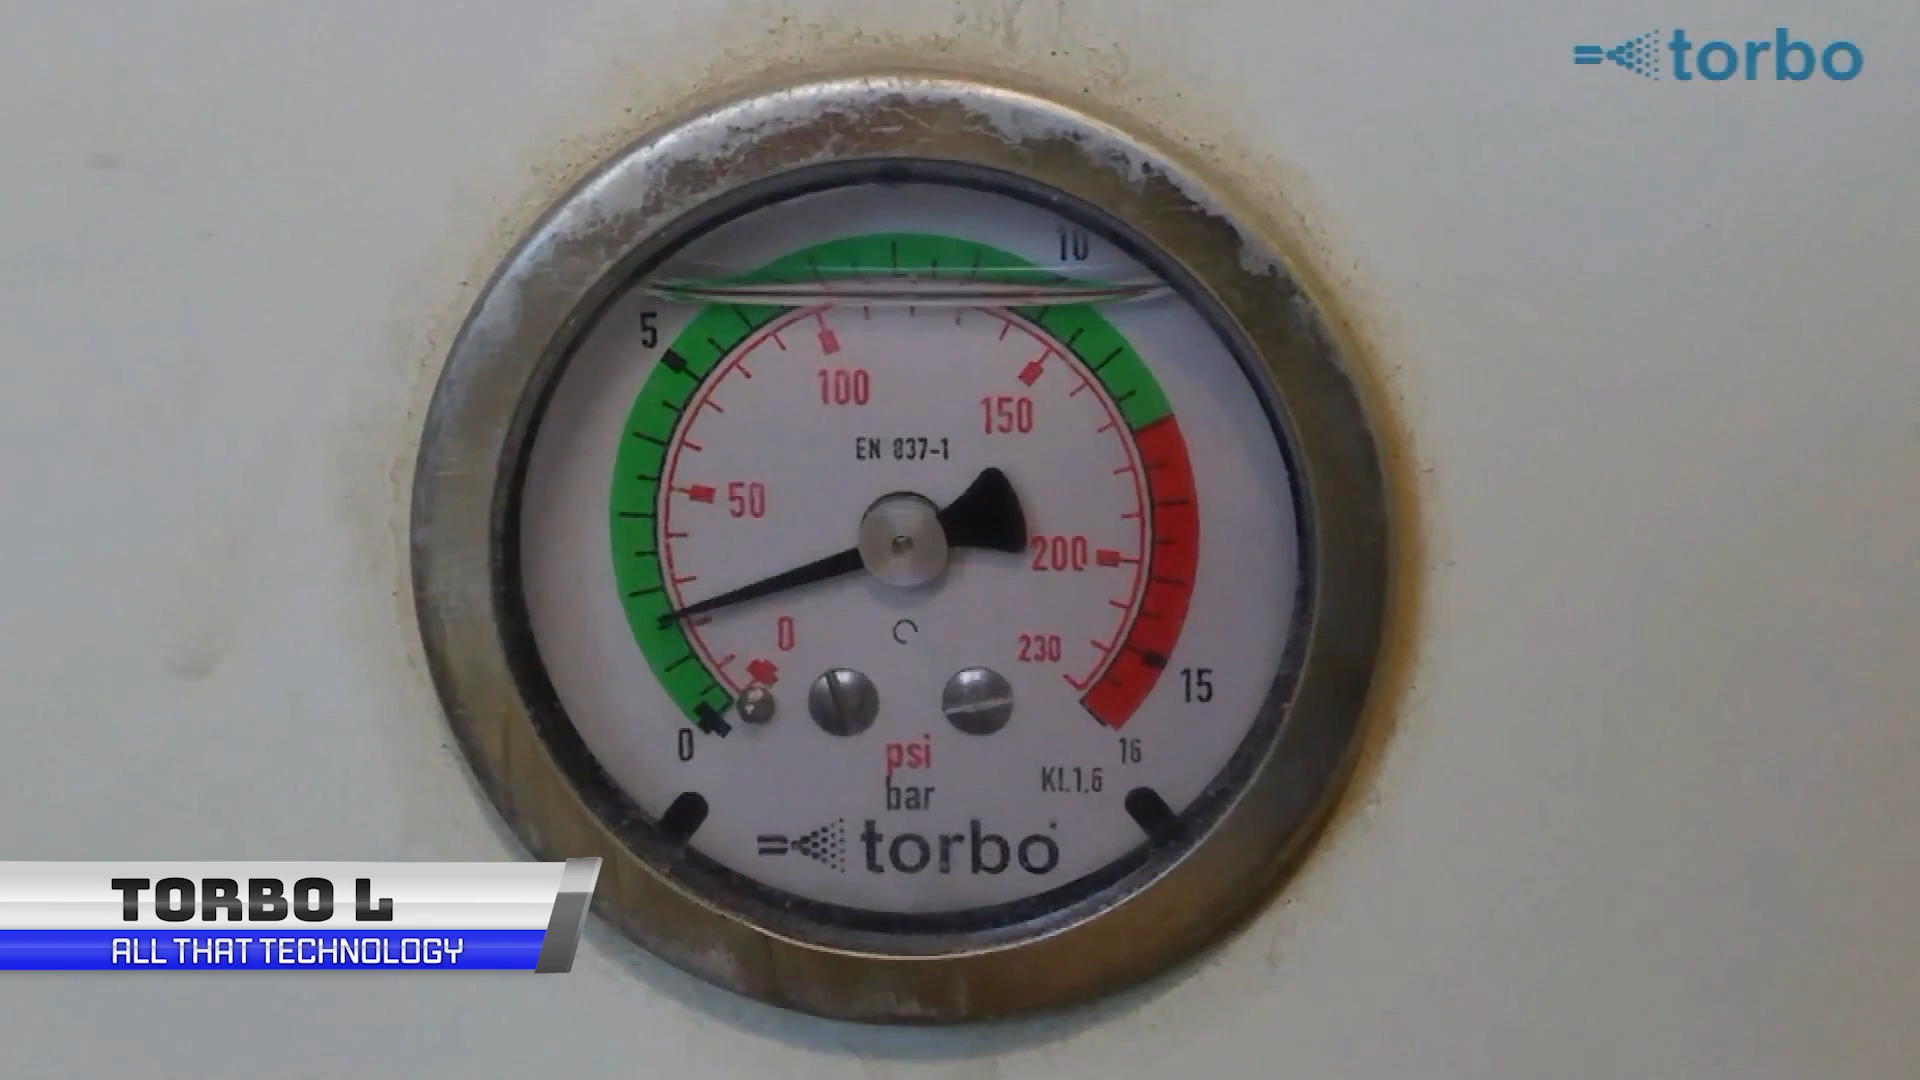 torbo
10
5
100
150
EN 837-1
50
200
0
230
15
0
psi
16
bar
Kl.1,6
torbo
TORBO L
ALL THAT TECHNOLOGY